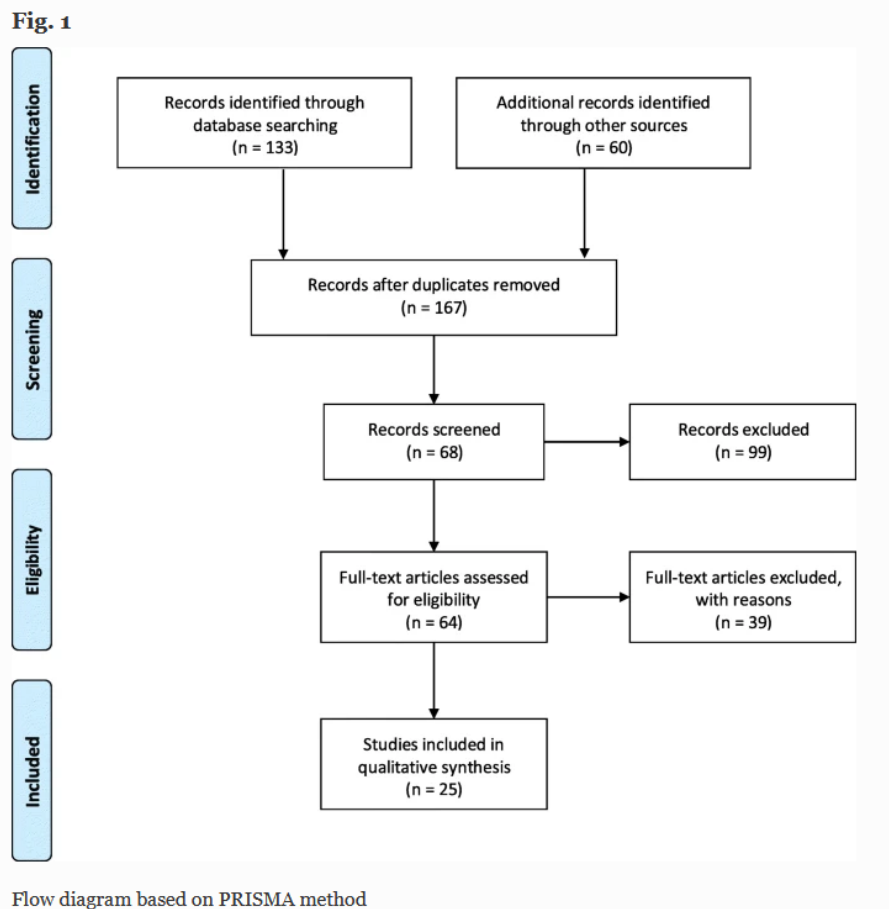 Fig. 1
Identification
Records identified through
database searching
(n = 133)
Additional records identified
through other sources
(n = 60)
Screening
Records after duplicates removed
(n = 167)
Records screened
(n = 68)
Records excluded
(n = 99)
Eligibility
Full-text articles assessed
for eligibility
(n = 64)
Full-text articles excluded,
with reasons
(n = 39)
Included
Studies included in
qualitative synthesis
(n = 25)
Flow diagram based on PRISMA method